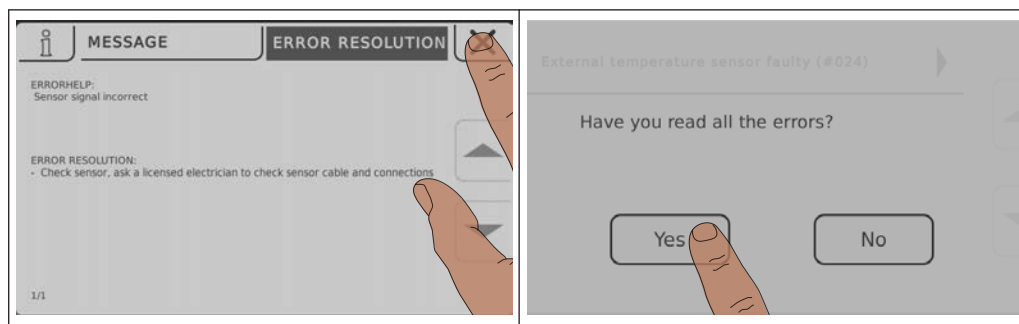 MESSAGE
ERROR RESOLUTION
ERRORHELP:
Sensor signal incorrect
ERROR RESOLUTION:
- Check sensor, ask a licensed electrician to check sensor cable and connections
1/1
External temperature sensor faulty (#024)
Have you read all the errors?
Yes
No